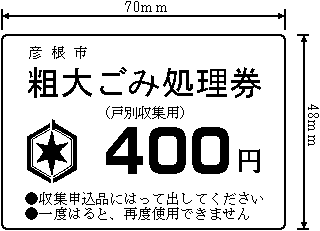 70mm
彦根市
粗大ごみ処理券
(戸別収集用)
400円
48mm
●収集申込品にはって出してください
●一度はると、再度使用できません